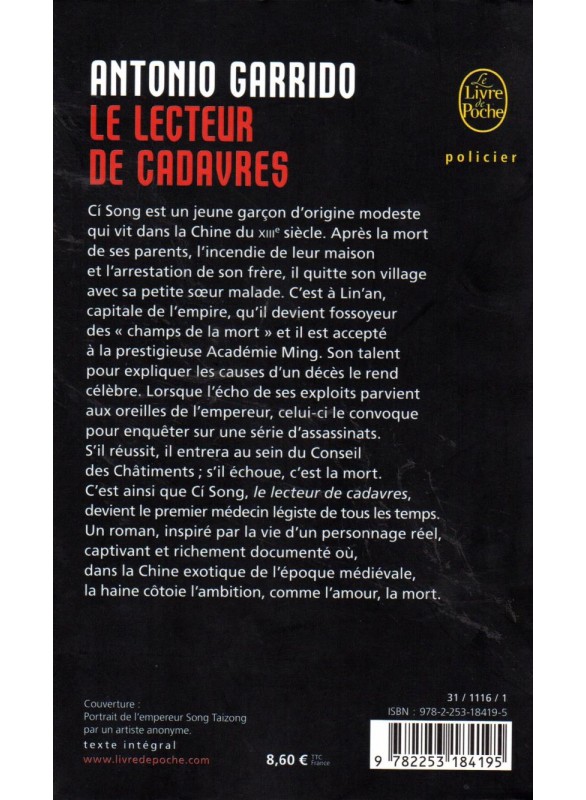 ANTONIO GARRIDO
LE LECTEUR
DE CADAVRES
Le
Livre
de
Poche
policier
Cí Song est un jeune garçon d'origine modeste
qui vit dans la Chine du XIIIe siècle. Après la mort
de ses parents, l'incendie de leur maison
et l'arrestation de son frère, il quitte son village
avec sa petite sœur malade. C'est à Lin'an,
capitale de l'empire, qu'il devient fossoyeur
des « champs de la mort » et il est accepté
à la prestigieuse Académie Ming. Son talent
pour expliquer les causes d'un décès le rend
célèbre. Lorsque l'écho de ses exploits parvient
aux oreilles de l'empereur, celui-ci le convoque
pour enquêter sur une série d'assassinats.
S'il réussit, il entrera au sein du Conseil
des Châtiments ; s'il échoue, c'est la mort.
C'est ainsi que Cí Song, le lecteur de cadavres,
devient le premier médecin légiste de tous les temps.
Un roman, inspiré par la vie d'un personnage réel,
captivant et richement documenté où,
dans la Chine exotique de l'époque médiévale,
la haine côtoie l'ambition, comme l'amour, la mort.
Couverture :
Portrait de l'empereur Song Taizong
par un artiste anonyme.
texte intégral
www.livredepoche.com
8,60 € TTC France
31 / 1116 / 1
ISBN : 978-2-253-18419-5
9 782253 184195